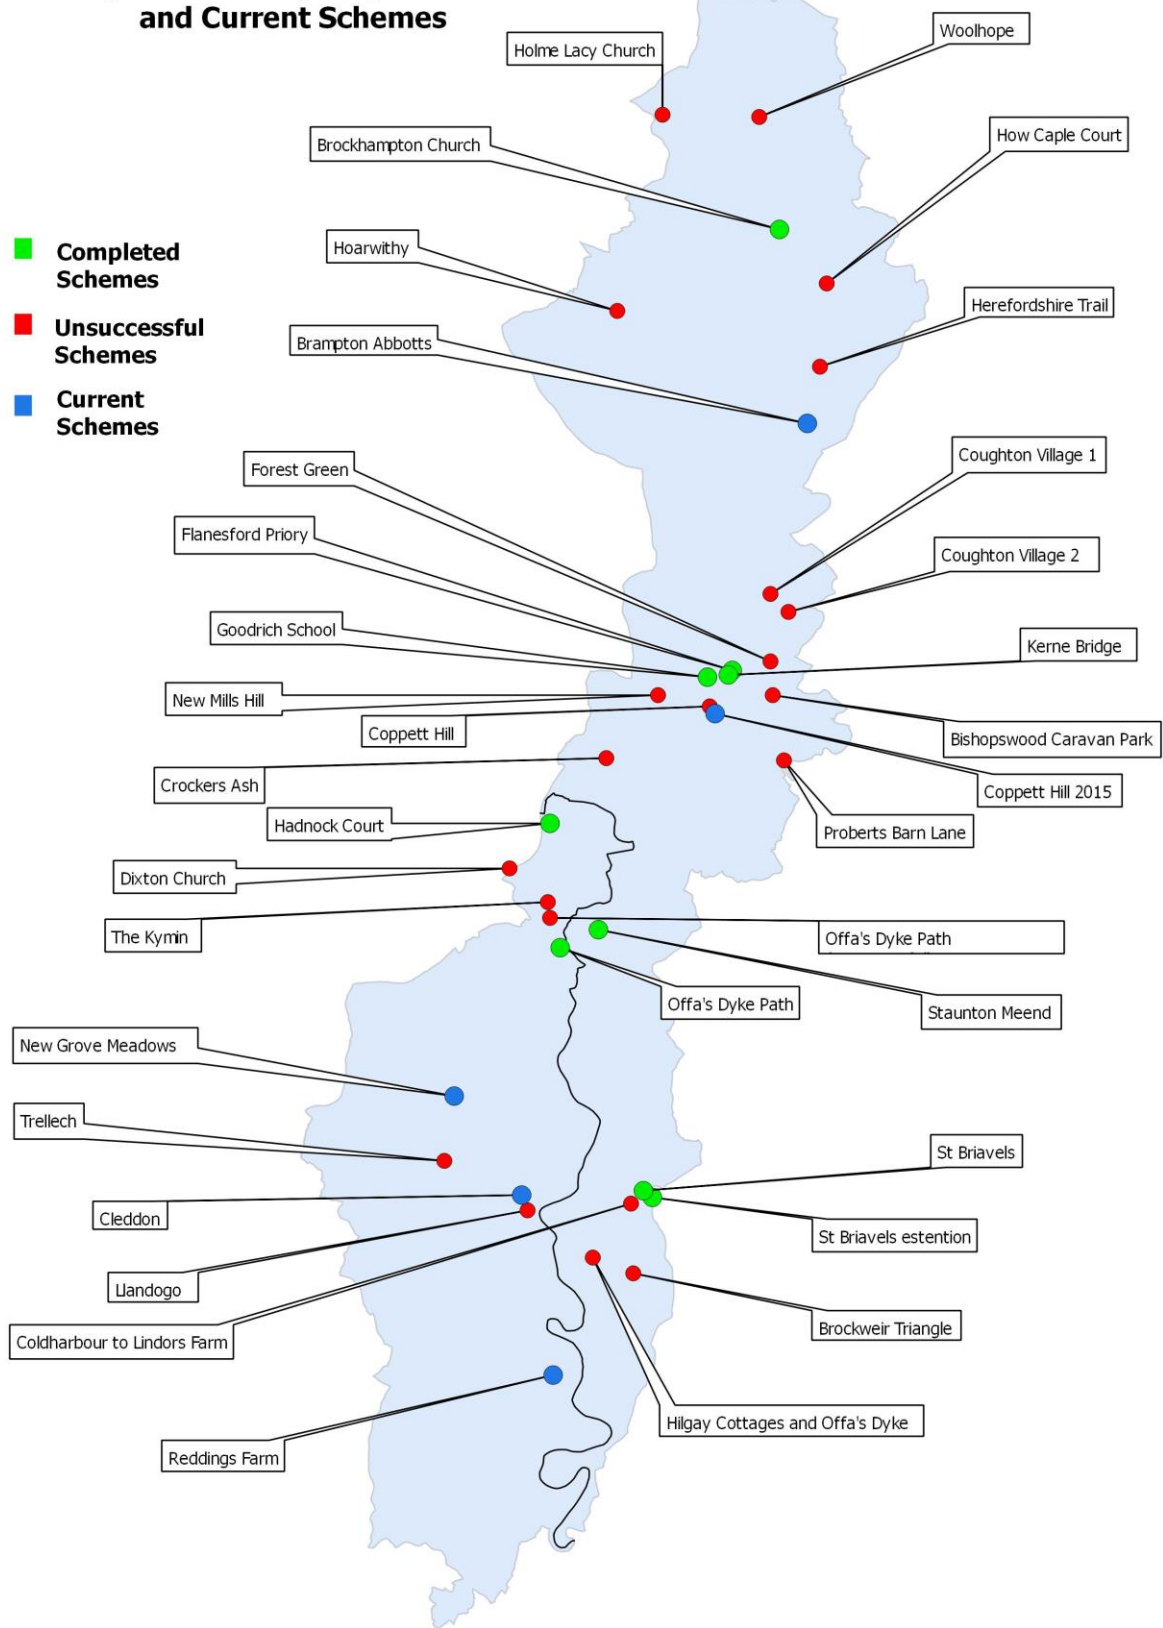 and Current Schemes
Woolhope
Holme Lacy Church
How Caple Court
Brockhampton Church
Completed
Schemes
Hoarwithy
Herefordshire Trail
Unsuccessful
Schemes
Brampton Abbotts
Current
Schemes
Coughton Village 1
Forest Green
Flanesford Priory
Coughton Village 2
Goodrich School
Kerne Bridge
New Mills Hill
Coppett Hill
Bishopswood Caravan Park
Crockers Ash
Coppett Hill 2015
Hadnock Court
Proberts Barn Lane
Dixton Church
The Kymin
Offa's Dyke Path
Offa's Dyke Path
Staunton Meend
New Grove Meadows
Trellech
St Briavels
Cleddon
St Briavels estention
Llandogo
Brockweir Triangle
Coldharbour to Lindors Farm
Hilgay Cottages and Offa's Dyke
Reddings Farm